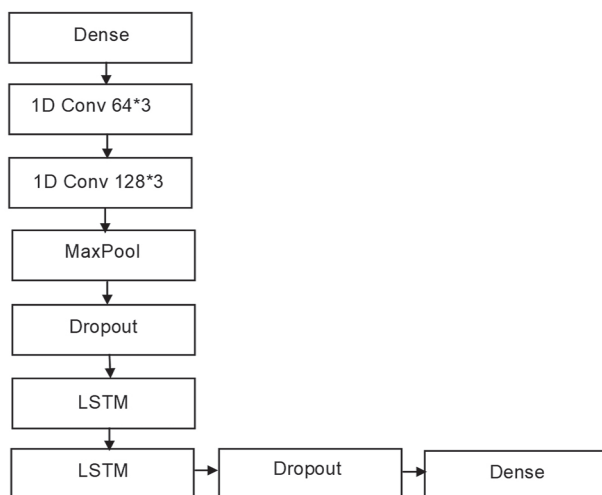 Dense
1D Conv 64*3
1D Conv 128*3
MaxPool
Dropout
LSTM
LSTM
Dropout
Dense